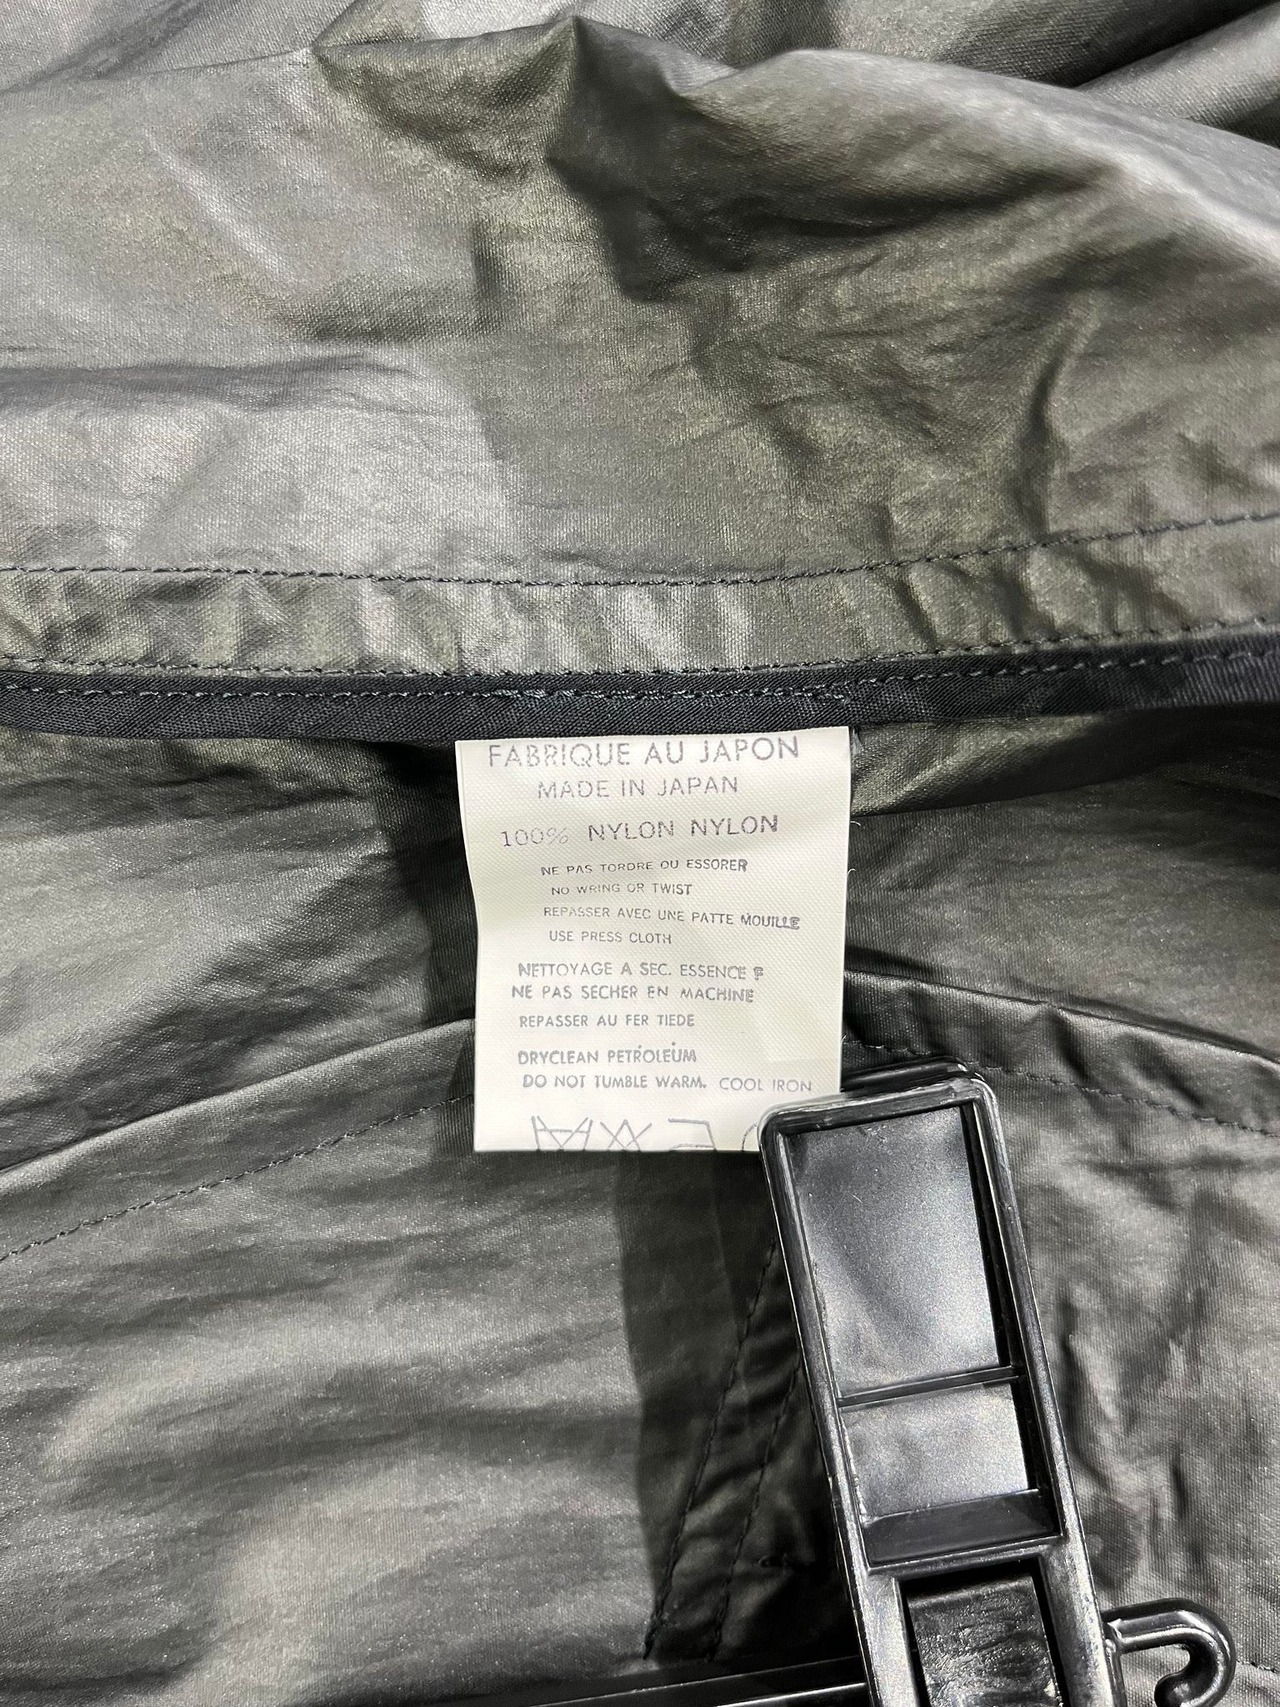 FABRIQUE AU JAPON
MADE IN JAPAN
100% NYLON NYLON
NE PAS TORDRE OU ESSORER
NO WRING OR TWIST
REPASSER AVEC UNE PATTE MOUILLE
USE PRESS CLOTH
NETTOYAGE A SEC. ESSENCE F
NE PAS SECHER EN MACHINE
REPASSER AU FER TIEDE
DRYCLEAN PETROLEUM
DO NOT TUMBLE WARM. COOL IRON